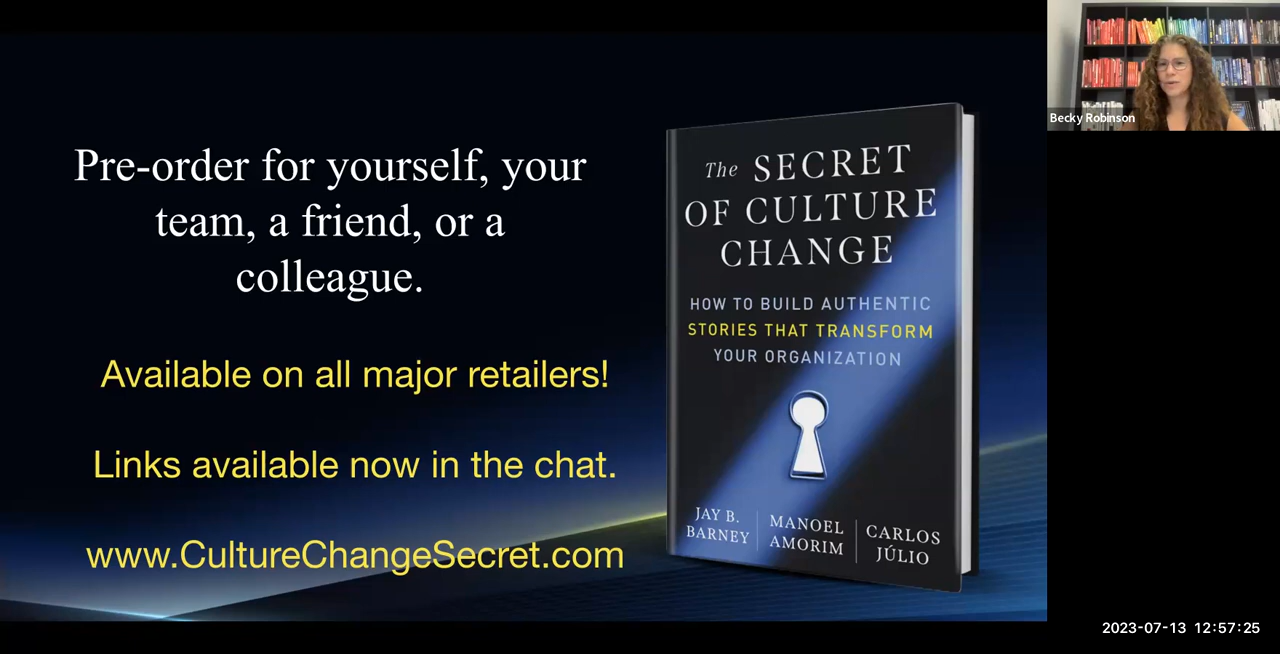 Pre-order for yourself, your
team, a friend, or a
colleague.
Available on all major retailers!
Links available now in the chat.
www.CultureChangeSecret.com
The SECRET
OF CULTURE
CHANGE
HOW TO BUILD AUTHENTIC
STORIES THAT TRANSFORM
YOUR ORGANIZATION
JAY B.
BARNEY
MANOEL
AMORIM
CARLOS
JÚLIO
Becky Robinson
2023-07-13 12:57:25